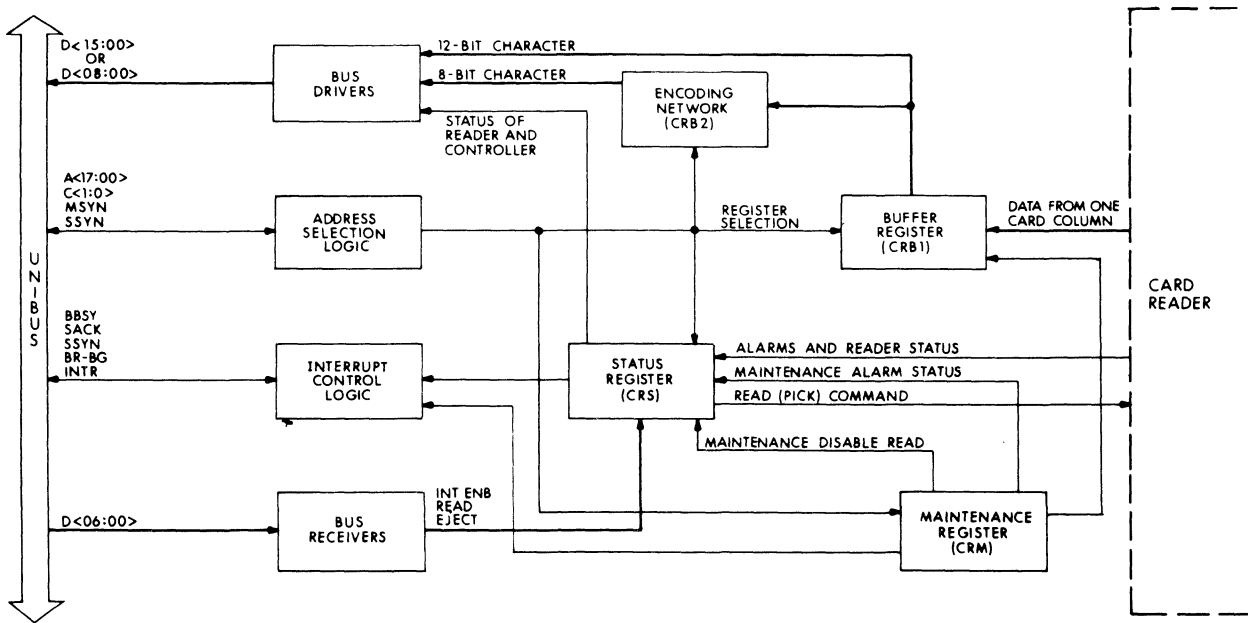 UNIBUS
D<15:00>
OR
D<08:00>
BUS
DRIVERS
12-BIT CHARACTER
8-BIT CHARACTER
STATUS OF
READER AND
CONTROLLER
ENCODING
NETWORK
(CRB2)
A<17:00>
C<1:0>
MSYN
SSYN
ADDRESS
SELECTION
LOGIC
REGISTER
SELECTION
BUFFER
REGISTER
(CRB1)
DATA FROM ONE
CARD COLUMN
CARD
READER
BBSY
SACK
SSYN
BR-BG
INTR
INTERRUPT
CONTROL
LOGIC
STATUS
REGISTER
(CRS)
ALARMS AND READER STATUS
MAINTENANCE ALARM STATUS
READ (PICK) COMMAND
MAINTENANCE DISABLE READ
D<06:00>
BUS
RECEIVERS
INT ENB
READ
EJECT
MAINTENANCE
REGISTER
(CRM)